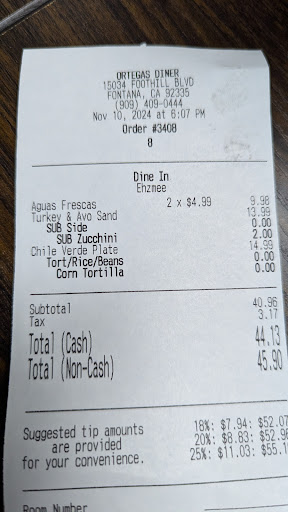 ORTEGAS DINER
15034 FOOTHILL BLVD
FONTANA, CA 92335
(909) 409-0444
Nov 10, 2024 at 6:07 PM
Order #3408
8
Dine In
Ehzmee
Aguas Frescas 2 x $4.99 9.98
Turkey & Avo Sand 13.99
SUB Side 0.00
SUB Zucchini 2.00
Chile Verde Plate 14.99
Tort/Rice/Beans 0.00
Corn Tortilla 0.00
Subtotal 40.96
Tax 3.17
Total (Cash) 44.13
Total (Non-Cash) 45.90
Suggested tip amounts
are provided
for your convenience.
18%: $7.94: $52.07
20%: $8.83: $52.96
25%: $11.03: $55.1
Room Number